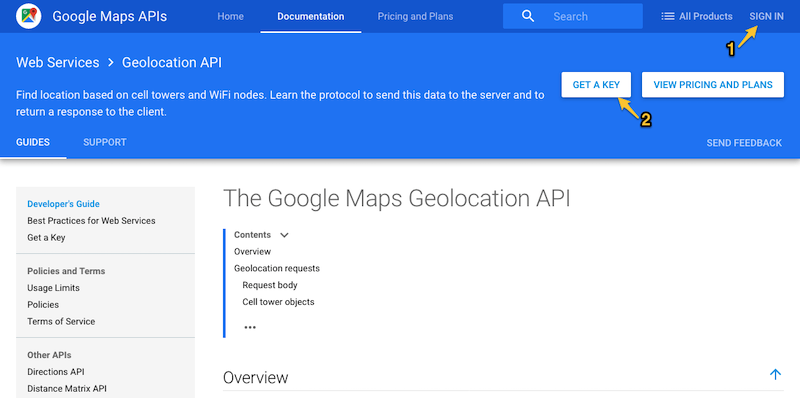 Google Maps APIs
Home
Documentation
Pricing and Plans
Search
All Products
SIGN IN
1
Web Services > Geolocation API
Find location based on cell towers and WiFi nodes. Learn the protocol to send this data to the server and to
return a response to the client.
GET A KEY
VIEW PRICING AND PLANS
2
GUIDES
SUPPORT
SEND FEEDBACK
Developer's Guide
Best Practices for Web Services
Get a Key
Policies and Terms
Usage Limits
Policies
Terms of Service
Other APIs
Directions API
Distance Matrix API
The Google Maps Geolocation API
Contents
Overview
Geolocation requests
Request body
Cell tower objects
...
Overview